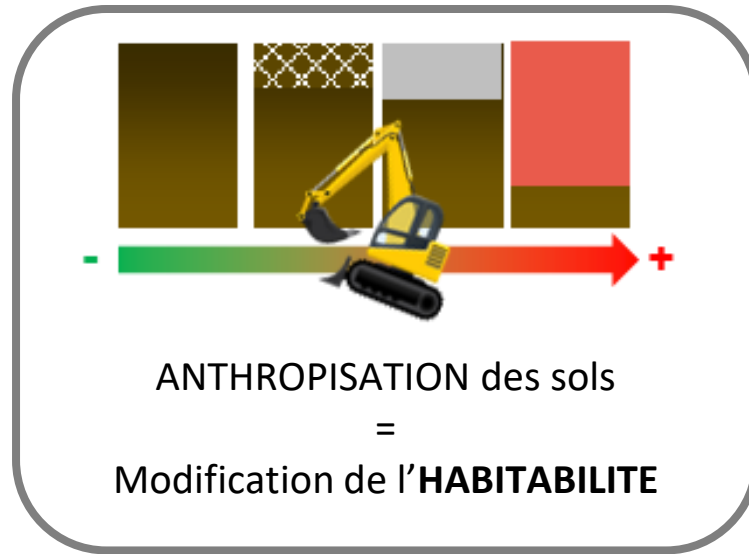 - +
ANTHROPISATION des sols
=
Modification de l’HABITABILITE